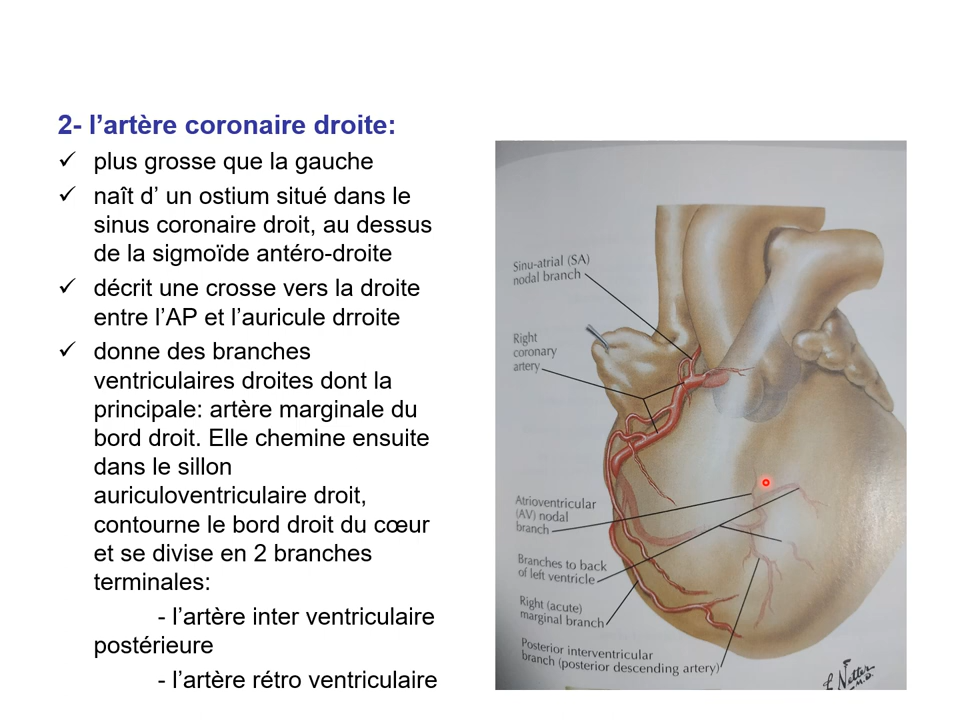 2- l’artère coronaire droite:
✓ plus grosse que la gauche
✓ naît d’ un ostium situé dans le
sinus coronaire droit, au dessus
de la sigmoïde antéro-droite
✓ décrit une crosse vers la droite
entre l’AP et l’auricule drroite
✓ donne des branches
ventriculaires droites dont la
principale: artère marginale du
bord droit. Elle chemine ensuite
dans le sillon
auriculoventriculaire droit,
contourne le bord droit du cœur
et se divise en 2 branches
terminales:
- l’artère inter ventriculaire
postérieure
- l’artère rétro ventriculaire
Sinu-atrial (SA)
nodal branch
Right
coronary
artery
Atrioventricular
(AV) nodal
branch
Branches to back
of left ventricle
Right (acute)
marginal branch
Posterior interventricular
branch (posterior descending artery)
F. Netter
M.D.